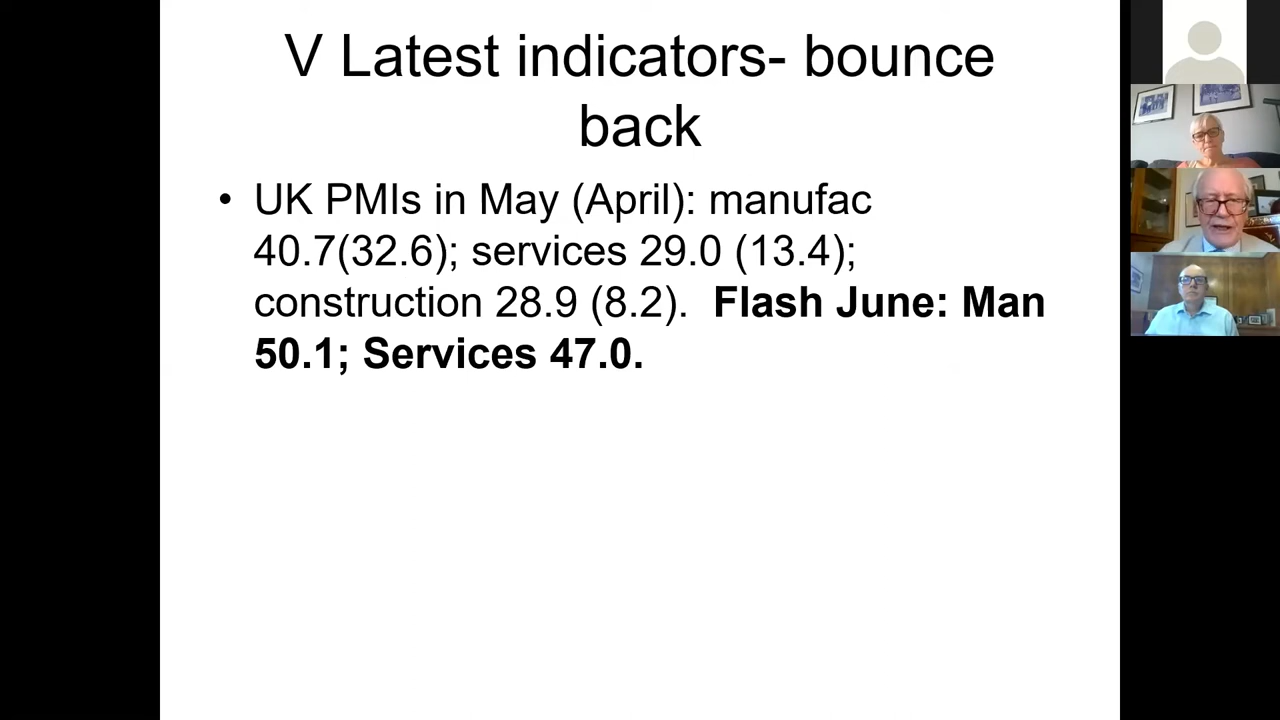 V Latest indicators- bounce
back
• UK PMIs in May (April): manufac
40.7(32.6); services 29.0 (13.4);
construction 28.9 (8.2). Flash June: Man
50.1; Services 47.0.